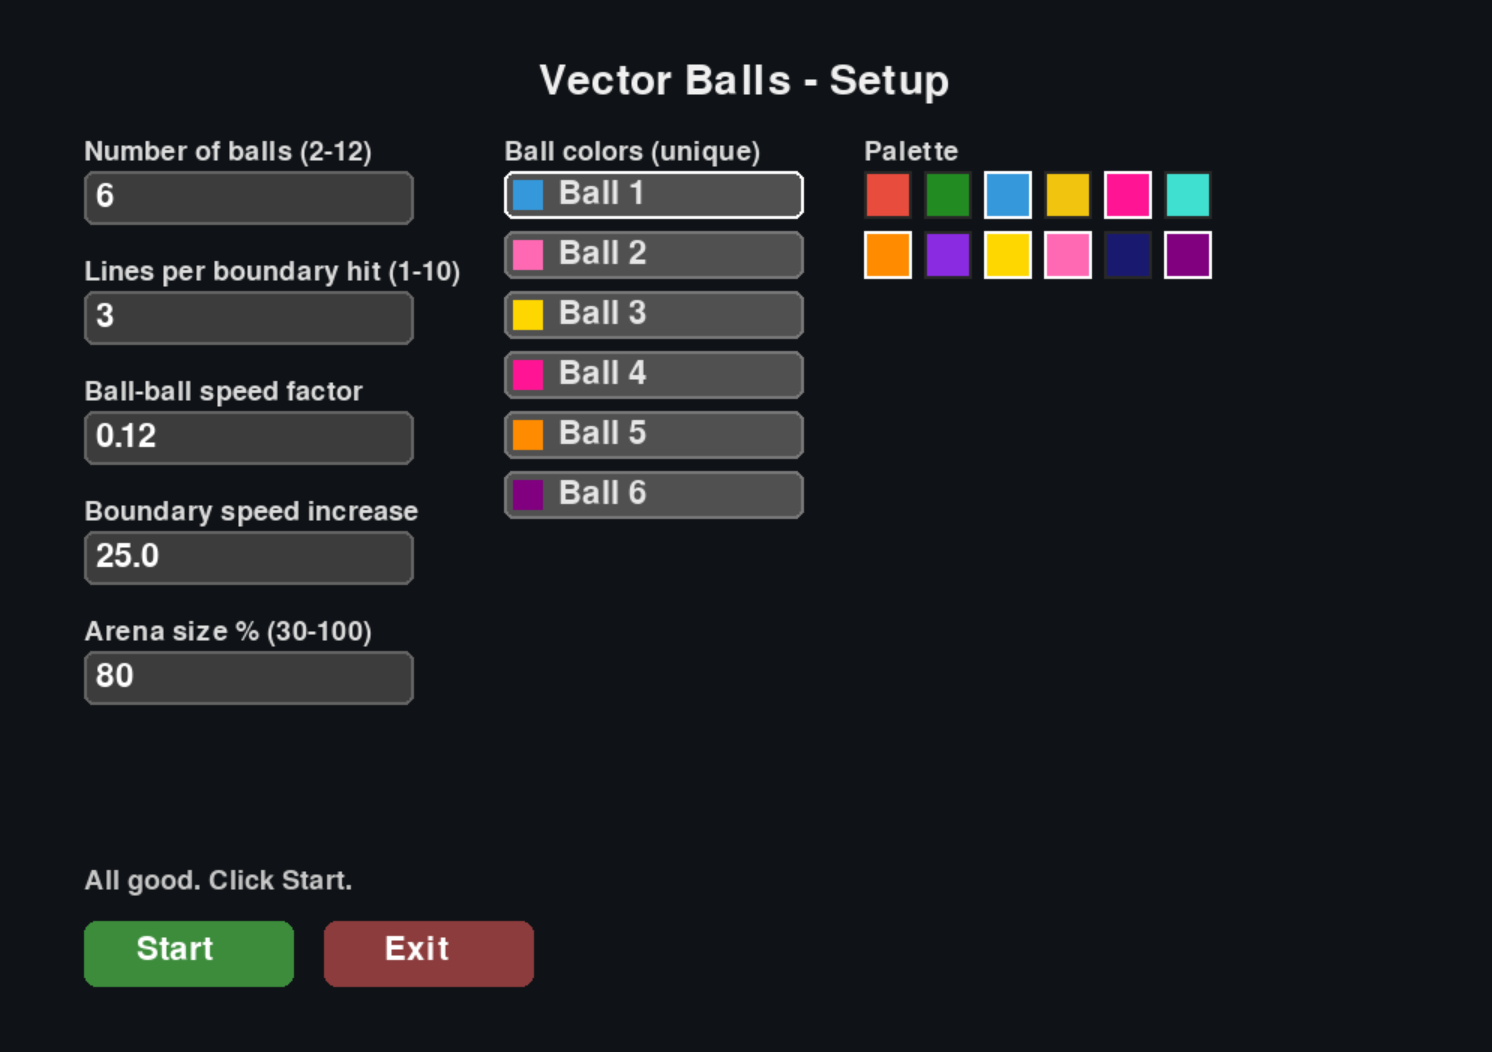 Vector Balls - Setup
Number of balls (2-12)
6
Lines per boundary hit (1-10)
3
Ball-ball speed factor
0.12
Boundary speed increase
25.0
Arena size % (30-100)
80
Ball colors (unique)
Ball 1
Ball 2
Ball 3
Ball 4
Ball 5
Ball 6
Palette
All good. Click Start.
Start
Exit